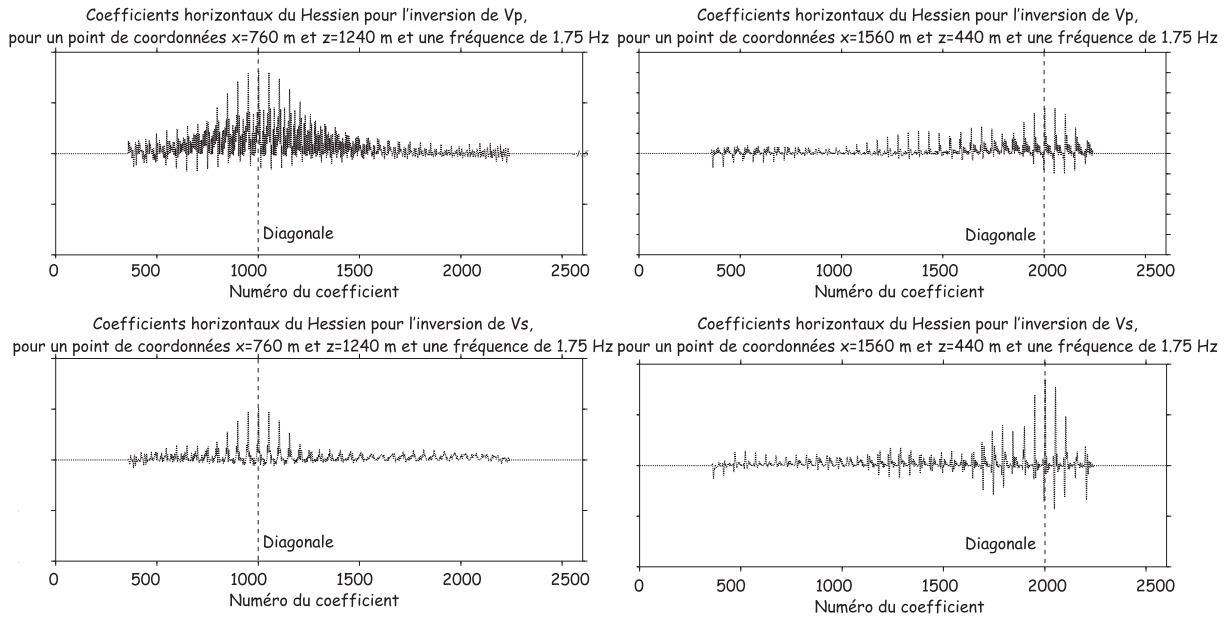 Coefficients horizontaux du Hessien pour l'inversion de Vp,
pour un point de coordonnées x=760 m et z=1240 m et une fréquence de 1.75 Hz
Diagonale
0 500 1000 1500 2000 2500
Numéro du coefficient
Coefficients horizontaux du Hessien pour l'inversion de Vp,
pour un point de coordonnées x=1560 m et z=440 m et une fréquence de 1.75 Hz
Diagonale
0 500 1000 1500 2000 2500
Numéro du coefficient
Coefficients horizontaux du Hessien pour l'inversion de Vs,
pour un point de coordonnées x=760 m et z=1240 m et une fréquence de 1.75 Hz
Diagonale
0 500 1000 1500 2000 2500
Numéro du coefficient
Coefficients horizontaux du Hessien pour l'inversion de Vs,
pour un point de coordonnées x=1560 m et z=440 m et une fréquence de 1.75 Hz
Diagonale
0 500 1000 1500 2000 2500
Numéro du coefficient